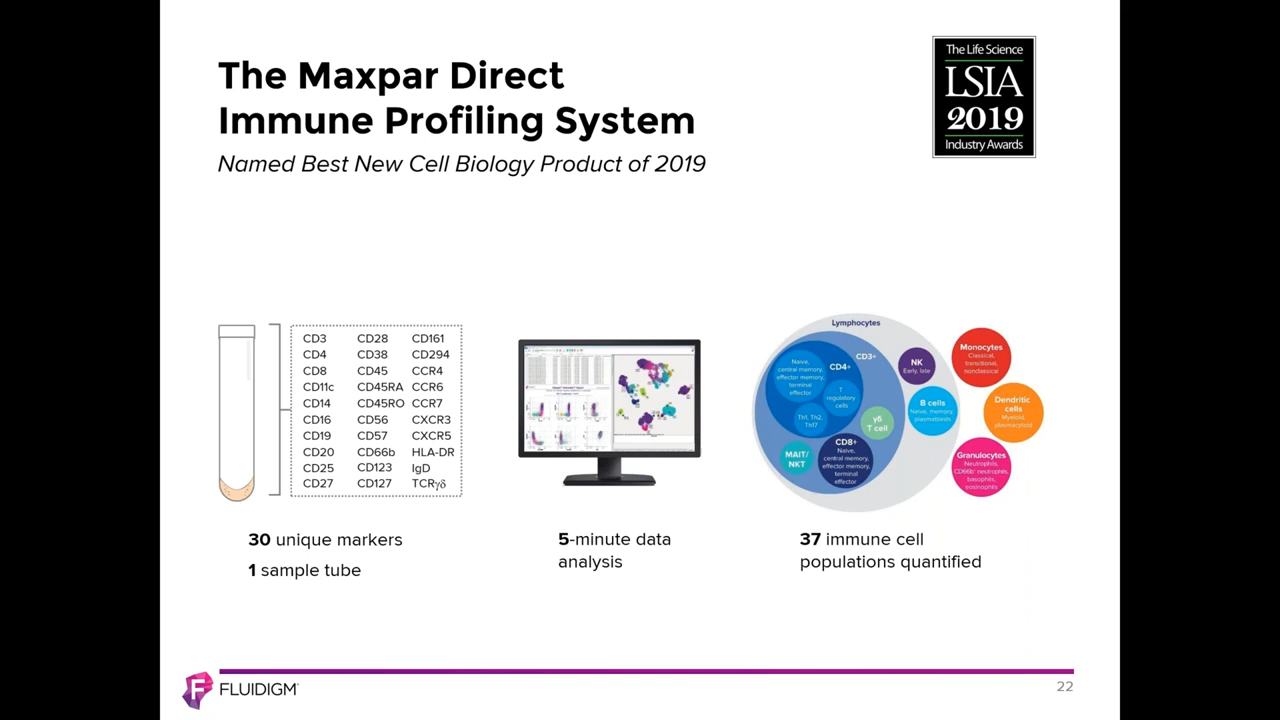 The Maxpar Direct
Immune Profiling System
Named Best New Cell Biology Product of 2019
The Life Science
LSIA
2019
Industry Awards
CD3 CD28 CD161
CD4 CD38 CD294
CD8 CD45 CCR4
CD11c CD45RA CCR6
CD14 CD45RO CCR7
CD16 CD56 CXCR3
CD19 CD57 CXCR5
CD20 CD66b HLA-DR
CD25 CD123 IgD
CD27 CD127 TCRγδ
30 unique markers
1 sample tube
5-minute data
analysis
Lymphocytes
CD3+
CD4+
Naive,
central memory,
effector memory,
terminal
effector
T
regulatory
cells
Th1, Th2,
Th17
γδ
T cell
MAIT/
NKT
CD8+
Naive,
central memory,
effector memory,
terminal
effector
NK
Early, late
B cells
Naive, memory,
plasmablasts
Monocytes
Classical,
transitional,
nonclassical
Dendritic
cells
Myeloid,
plasmacytoid
Granulocytes
Neutrophils,
CD66b- neutrophils,
basophils,
eosinophils
37 immune cell
populations quantified
FLUIDIGM
22